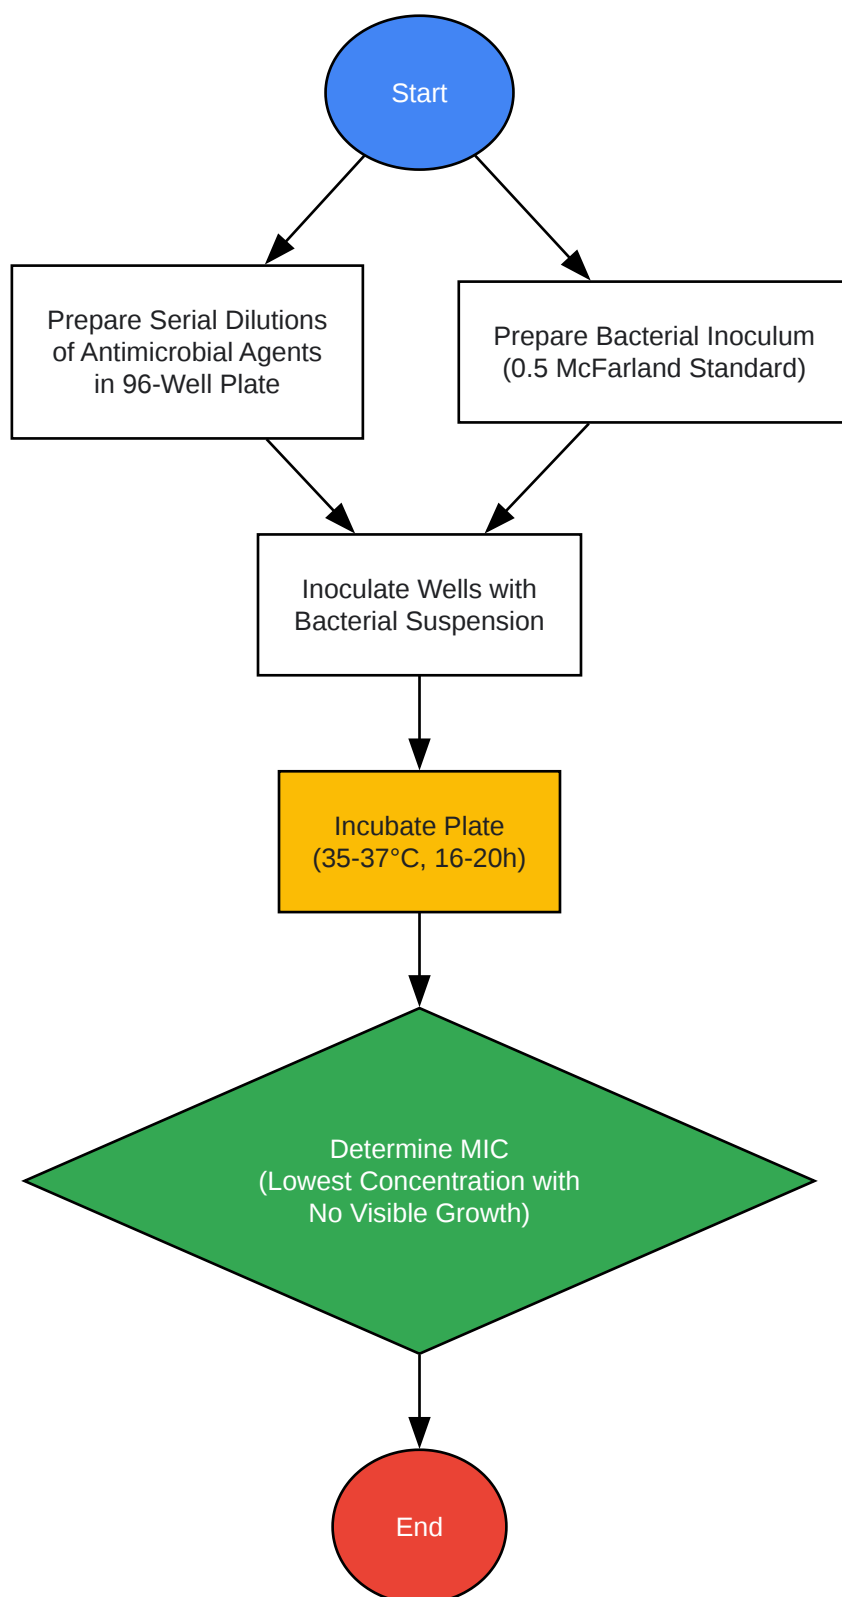 Start
Prepare Serial Dilutions
of Antimicrobial Agents
in 96-Well Plate
Prepare Bacterial Inoculum
(0.5 McFarland Standard)
Inoculate Wells with
Bacterial Suspension
Incubate Plate
(35-37°C, 16-20h)
Determine MIC
(Lowest Concentration with
No Visible Growth)
End